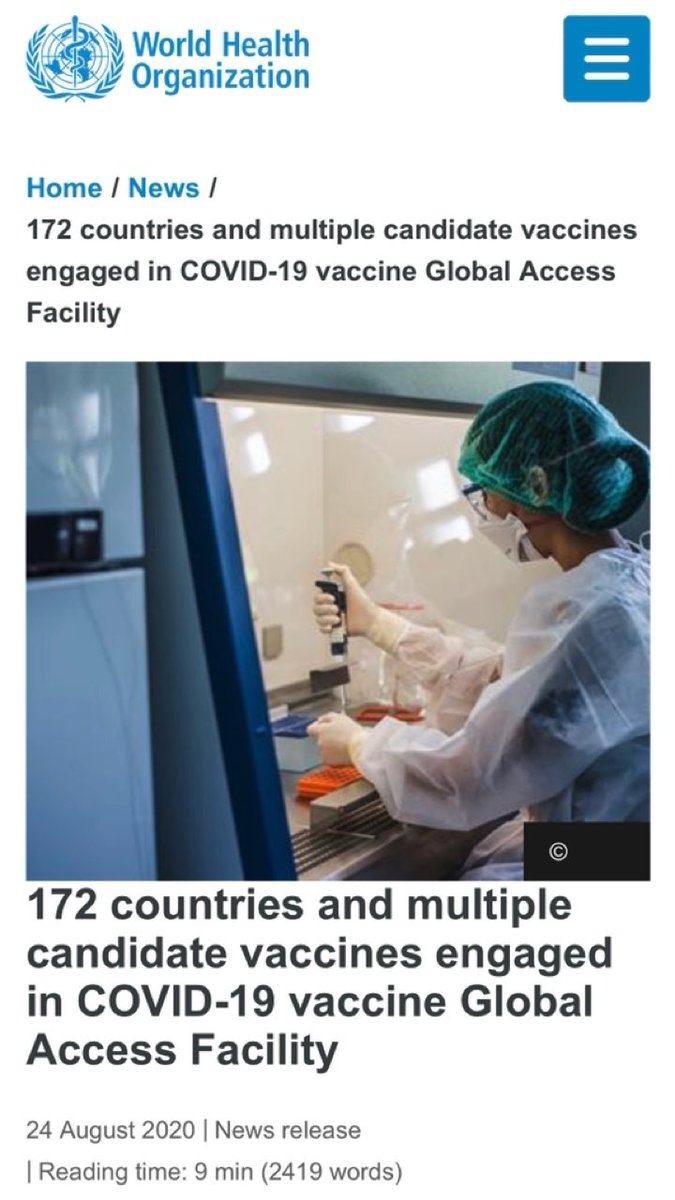 World Health
Organization
Home / News /
172 countries and multiple candidate vaccines
engaged in COVID-19 vaccine Global Access
Facility
©
172 countries and multiple
candidate vaccines engaged
in COVID-19 vaccine Global
Access Facility
24 August 2020 | News release
| Reading time: 9 min (2419 words)